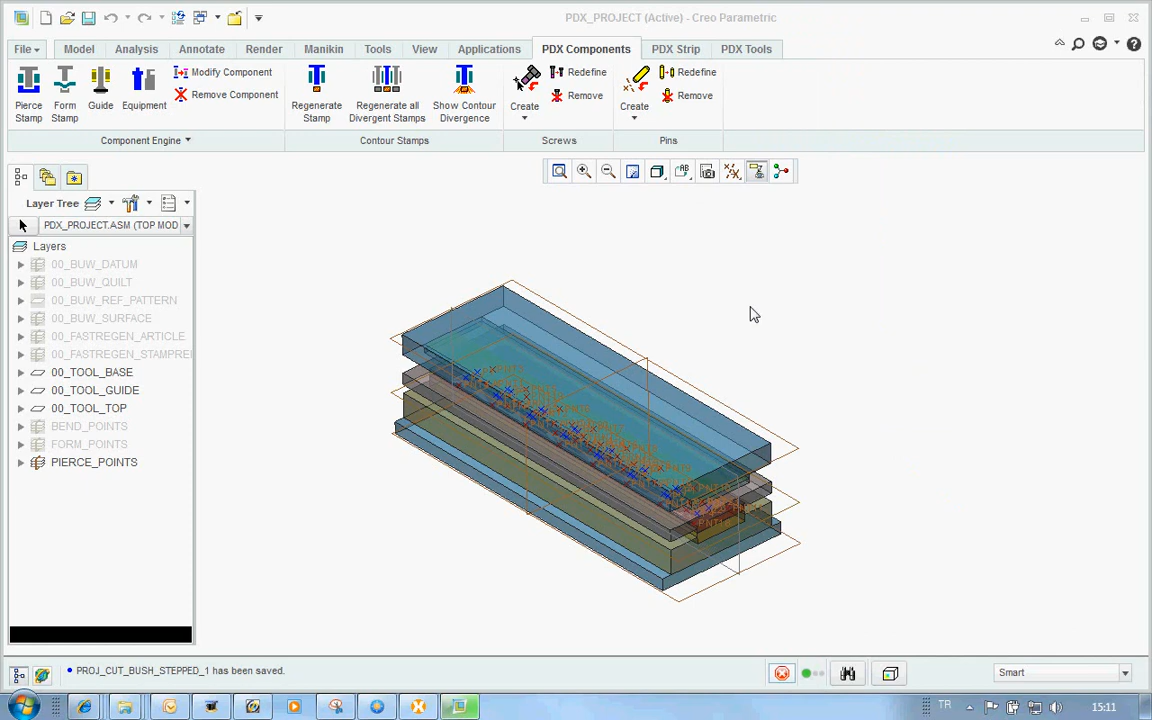 PDX_PROJECT (Active) - Creo Parametric
File Model Analysis Annotate Render Manikin Tools View Applications PDX Components PDX Strip PDX Tools
Pierce Stamp
Form Stamp
Guide
Equipment
Modify Component
Remove Component
Regenerate Stamp
Regenerate all Divergent Stamps
Show Contour Divergence
Create
Redefine
Remove
Create
Redefine
Remove
Component Engine
Contour Stamps
Screws
Pins
Layer Tree
PDX_PROJECT.ASM (TOP MOD
Layers
00_BUW_DATUM
00_BUW_QUILT
00_BUW_REF_PATTERN
00_BUW_SURFACE
00_FASTREGEN_ARTICLE
00_FASTREGEN_STAMPREI
00_TOOL_BASE
00_TOOL_GUIDE
00_TOOL_TOP
BEND_POINTS
FORM_POINTS
PIERCE_POINTS
PROJ_CUT_BUSH_STEPPED_1 has been saved.
Smart
TR
15:11